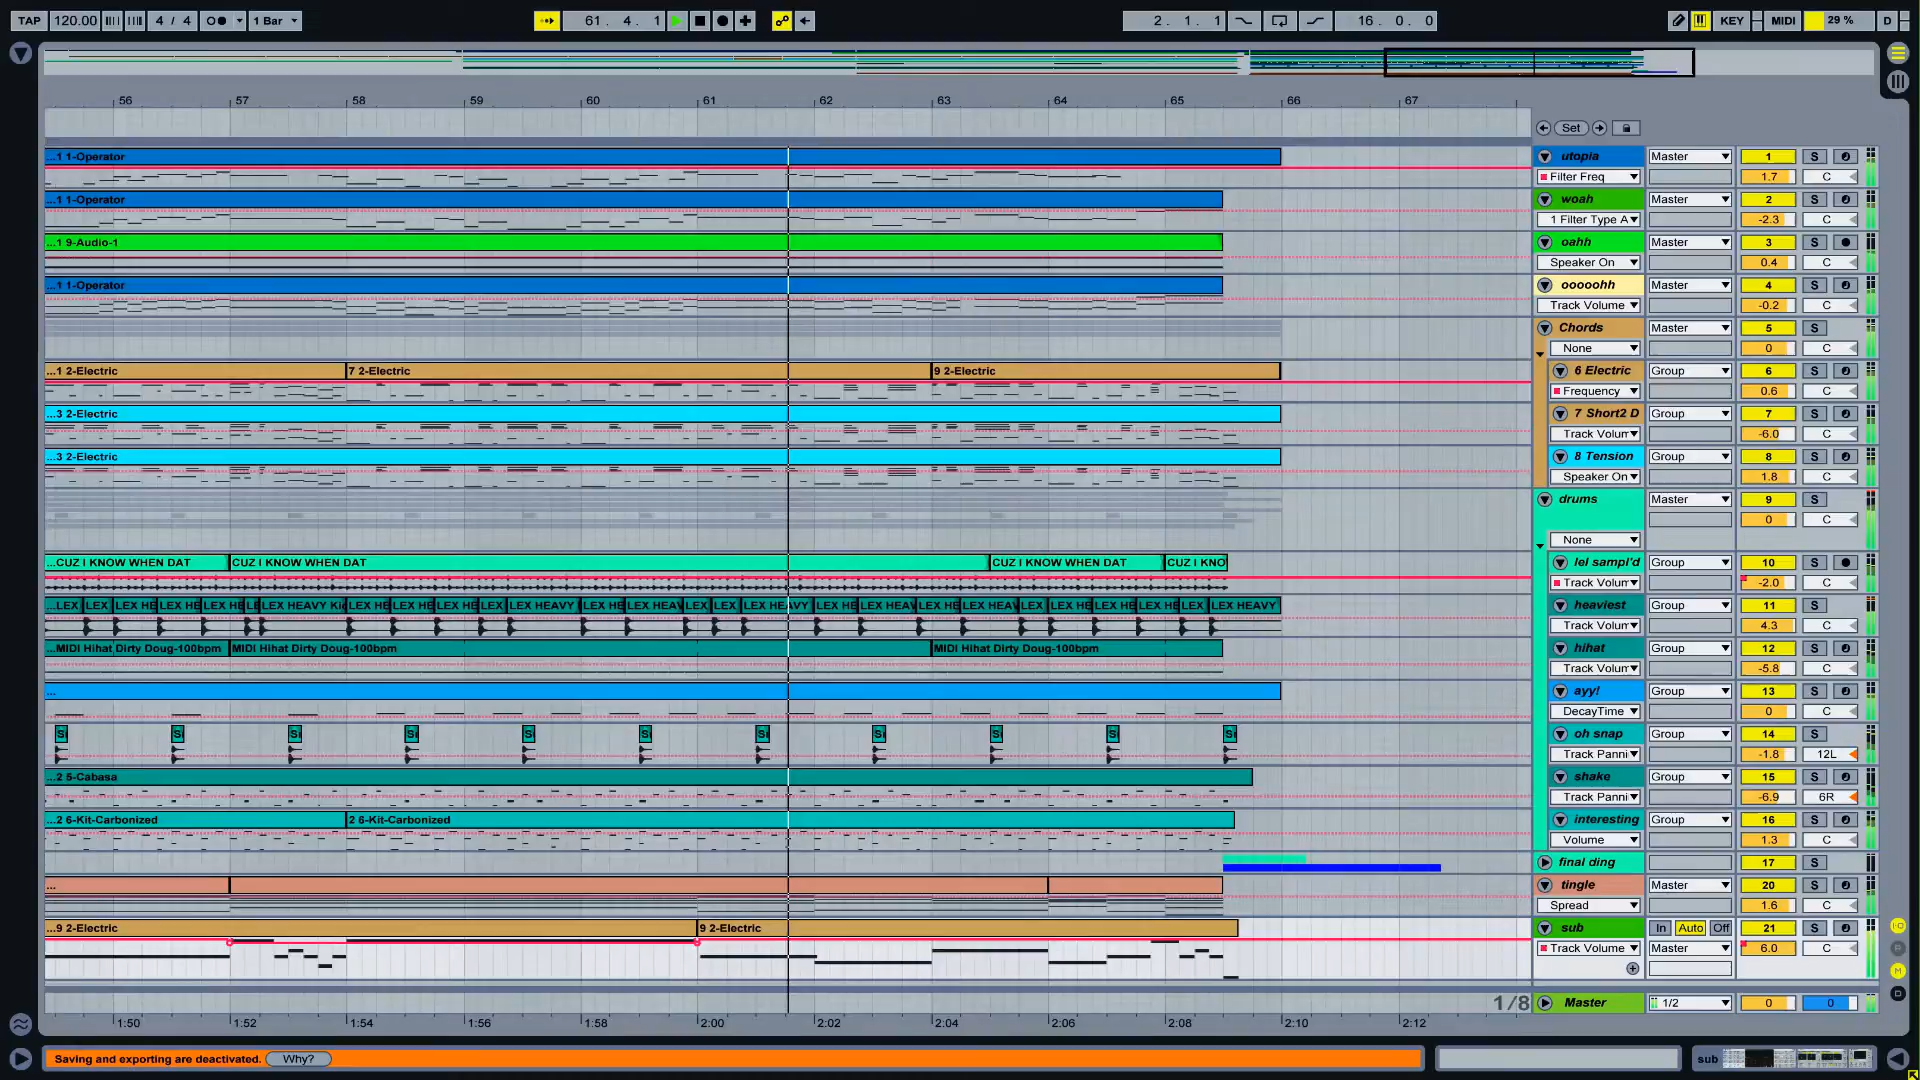 TAP 120.00 4 / 4 1 Bar 61. 4. 1 2. 1. 1 16. 0. 0 KEY MIDI 29 % D
56 57 58 59 60 61 62 63 64 65 66 67
Set
...1 1-Operator utopia Master 1 S
Filter Freq 1.7 C
...1 1-Operator woah Master 2 S
1 Filter Type A -2.3 C
...1 9-Audio-1 oahh Master 3 S
Speaker On 0.4 C
...1 1-Operator ooooohh Master 4 S
Track Volume -0.2 C
Chords Master 5 S
None 0 C
...1 2-Electric 7 2-Electric 9 2-Electric 6 Electric Group 6 S
Frequency 0.6 C
...3 2-Electric 7 Short2 D Group 7 S
Track Volum -6.0 C
...3 2-Electric 8 Tension Group 8 S
Speaker On 1.8 C
drums Master 9 S
0 C
None
...CUZ I KNOW WHEN DAT CUZ I KNOW WHEN DAT CUZ I KNOW WHEN DAT CUZ I KNO lel sampl'd Group 10 S
Track Volum -2.0 C
...LEX LEX LEX HE LEX HE LEX HE LE LEX HEAVY Ki LEX HE LEX HE LEX HE LEX LEX HEAVY LEX HE LEX HEAV LEX LEX LEX HEAVY LEX HE LEX HEAV LEX HE LEX HEA LEX LEX HE LEX HE LEX HE LEX LEX HEAVY heaviest Group 11 S
Track Volum 4.3 C
...MIDI Hihat Dirty Doug-100bpm MIDI Hihat Dirty Doug-100bpm MIDI Hihat Dirty Doug-100bpm hihat Group 12 S
Track Volum -5.8 C
... ayy! Group 13 S
DecayTime 0 C
oh snap Group 14 S
Track Panni -1.8 12L
...2 5-Cabasa shake Group 15 S
Track Panni -6.9 6R
...2 6-Kit-Carbonized 2 6-Kit-Carbonized interesting Group 16 S
Volume 1.3 C
final ding 17 S
... tingle Master 20 S
Spread 1.6 C
...9 2-Electric 9 2-Electric sub In Auto Off 21 S
Track Volume Master 6.0 C
1/8 Master 1/2 0 0
1:50 1:52 1:54 1:56 1:58 2:00 2:02 2:04 2:06 2:08 2:10 2:12
Saving and exporting are deactivated. Why? sub